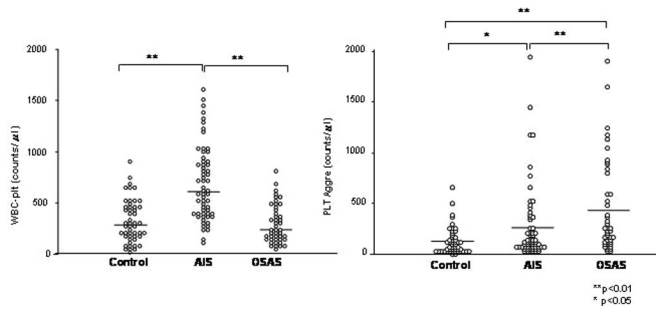 **
** **
* **
2000 2000
1500 1500
1000 1000
500 500
0 0
WBC-plt (counts/μl)
PLT Aggre (counts/μl)
Control AIS OSAS
Control AIS OSAS
**p<0.01
* p<0.05